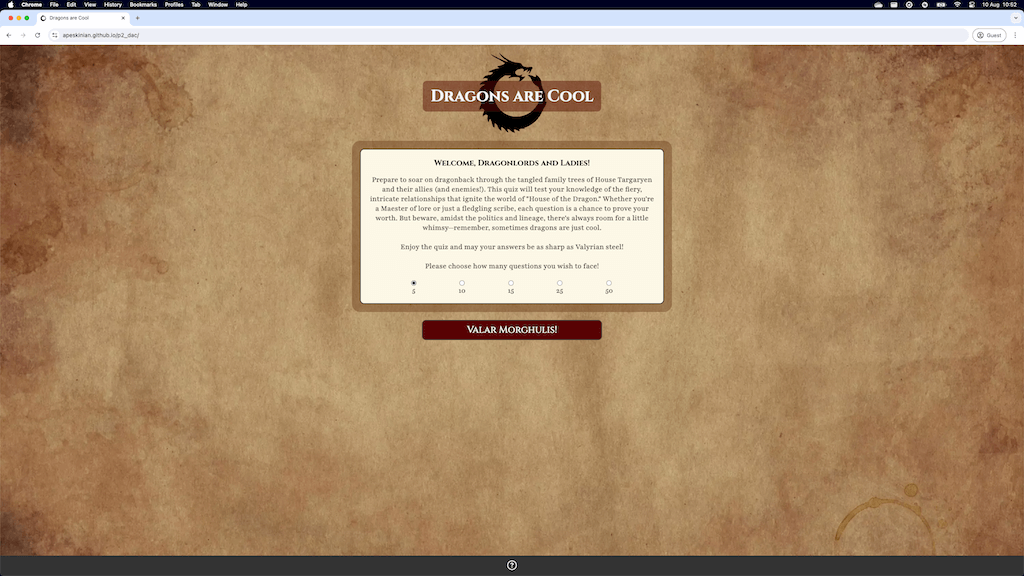 Chrome File Edit View History Bookmarks Profiles Tab Window Help 10 Aug 10:52
Dragons are Cool
apeskinian.github.io/p2_dec/ Guest
Dragons are Cool
Welcome, Dragonlords and Ladies!
Prepare to soar on dragonback through the tangled family trees of House Targaryen
and their allies (and enemies!). This quiz will test your knowledge of the fiery,
intricate relationships that ignite the world of "House of the Dragon." Whether you're
a Maester of lore or just a fledgling scribe, each question is a chance to prove your
worth. But beware, amidst the politics and lineage, there's always room for a little
whimsy—remember, sometimes dragons are just cool.
Enjoy the quiz and may your answers be as sharp as Valyrian steel!
Please choose how many questions you wish to face!
5 10 15 25 50
Valar Morghulis!